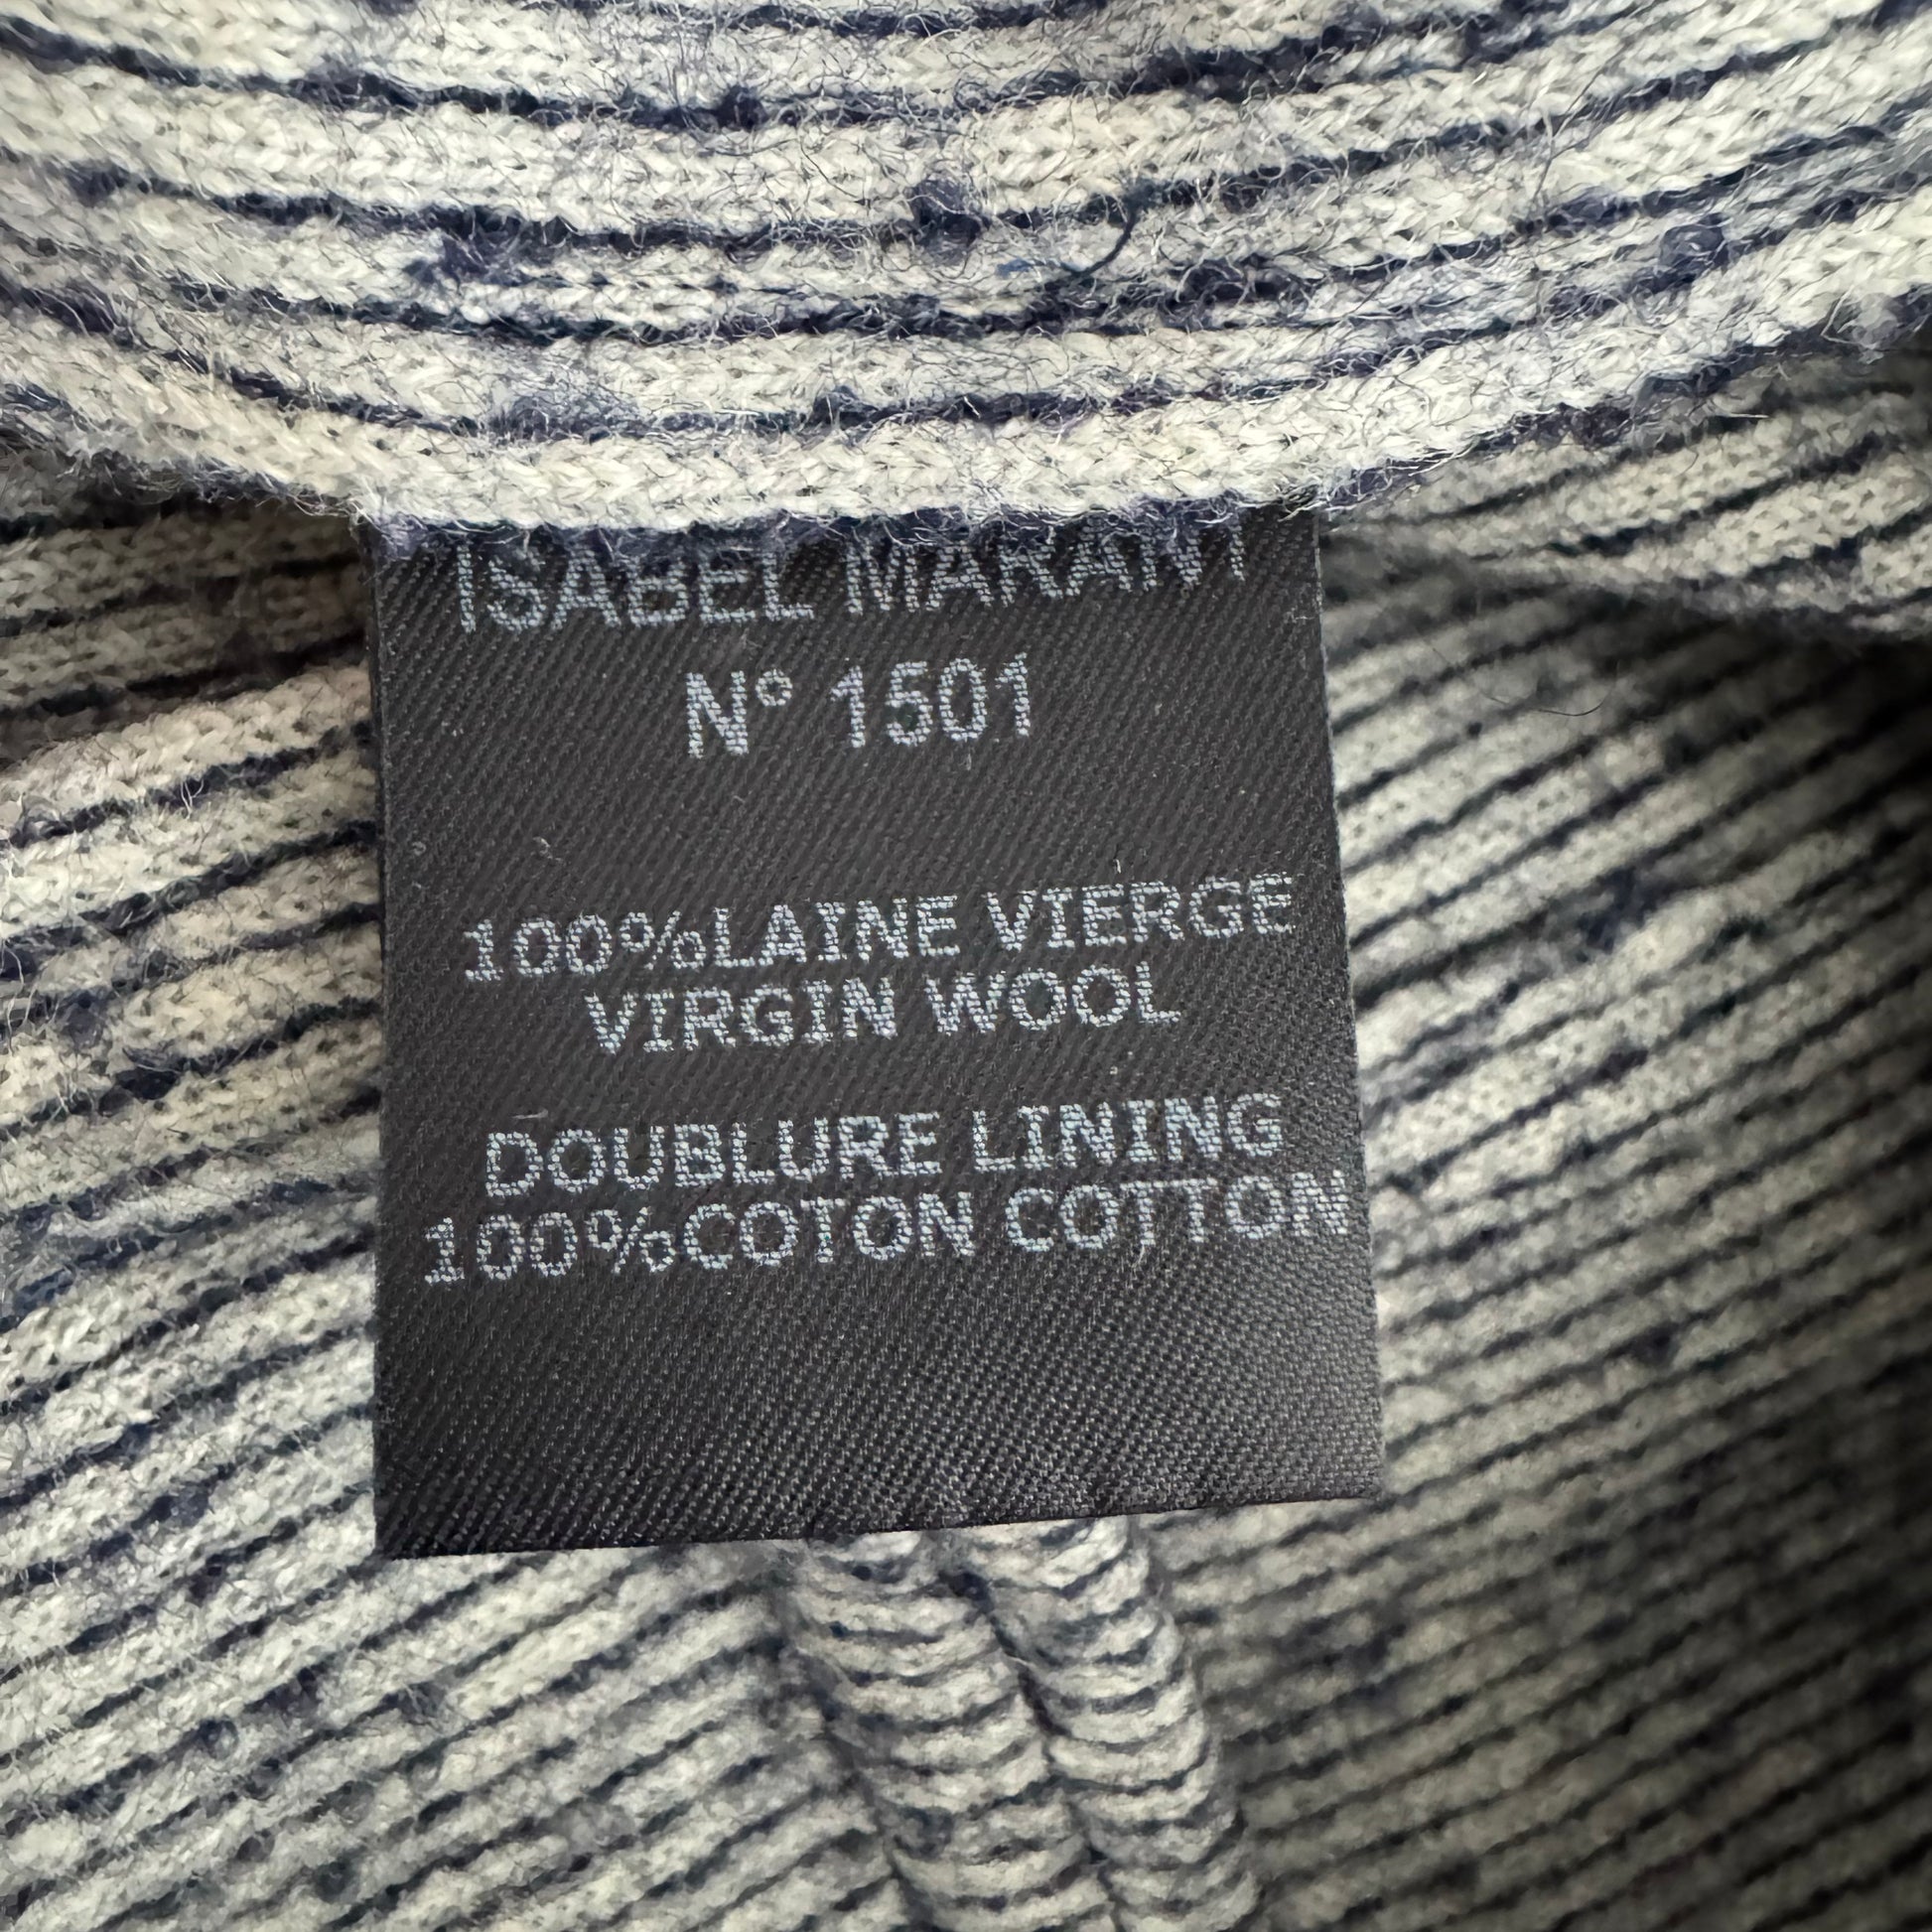 ISABEL MARANT
N° 1501
100%LAINE VIERGE
VIRGIN WOOL
DOUBLURE LINING
100%COTON COTTON